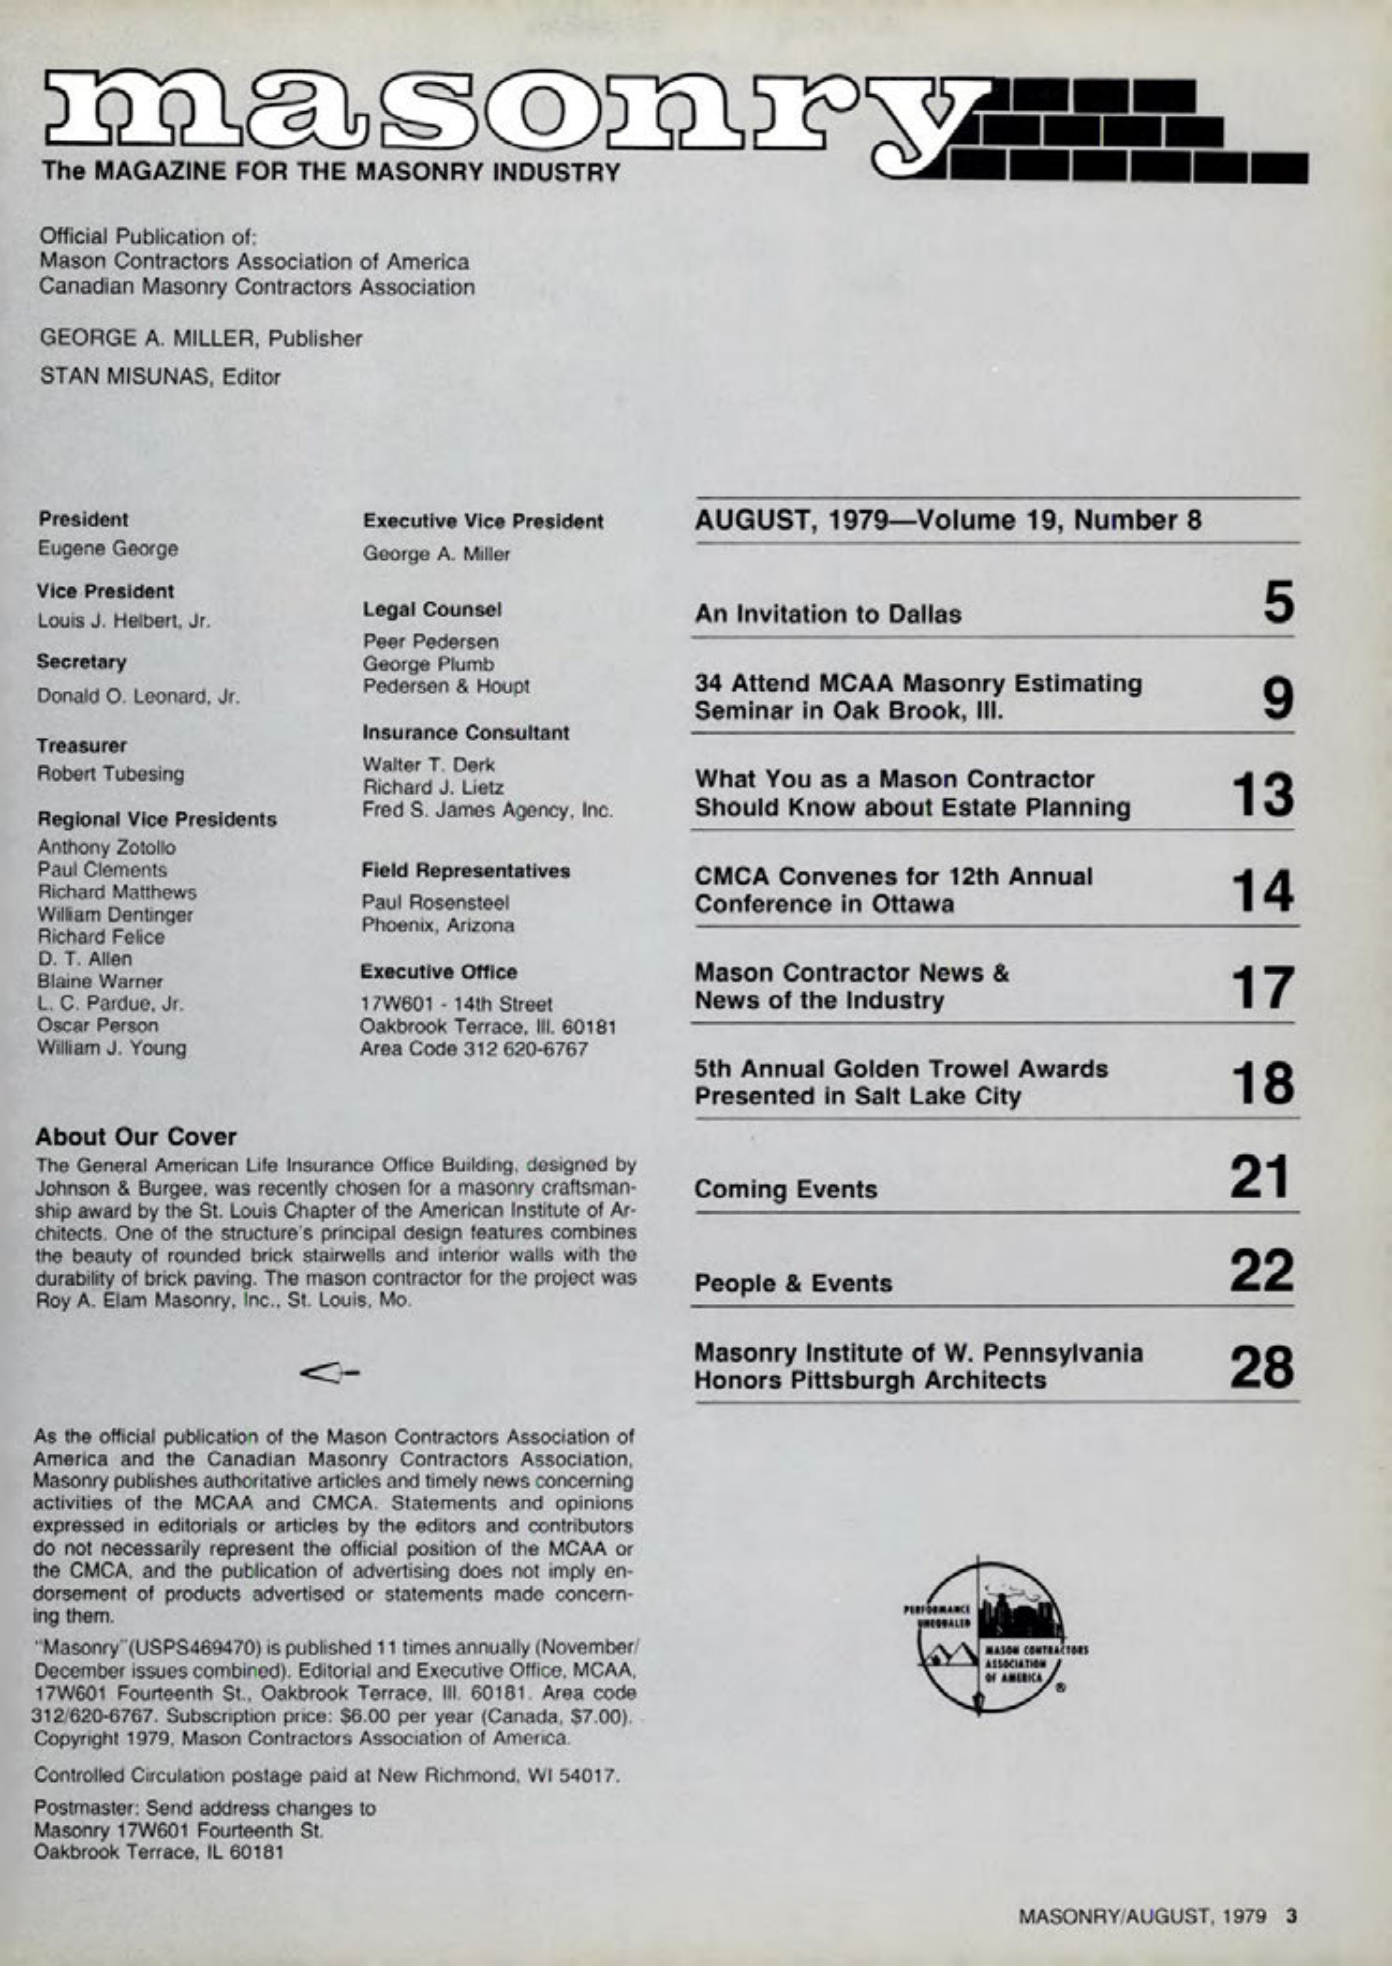 masonry
The MAGAZINE FOR THE MASONRY INDUSTRY
Official Publication of:
Mason Contractors Association of America
Canadian Masonry Contractors Association
GEORGE A. MILLER, Publisher
STAN MISUNAS, Editor
President
Eugene George
Vice President
Louis J. Helbert, Jr.
Secretary
Donald O. Leonard, Jr.
Treasurer
Robert Tubesing
Regional Vice Presidents
Anthony Zotollo
Paul Clements
Richard Matthews
William Dentinger
Richard Felice
D. T. Allen
Blaine Warner
L. C. Pardue, Jr.
Oscar Person
William J. Young
Executive Vice President
George A. Miller
Legal Counsel
Peer Pedersen
George Plumb
Pedersen & Houpt
Insurance Consultant
Walter T. Derk
Richard J. Lietz
Fred S. James Agency, Inc.
Field Representatives
Paul Rosensteel
Phoenix, Arizona
Executive Office
17W601 - 14th Street
Oakbrook Terrace, Ill. 60181
Area Code 312 620-6767
About Our Cover
The General American Life Insurance Office Building, designed by
Johnson & Burgee, was recently chosen for a masonry craftsman-
ship award by the St. Louis Chapter of the American Institute of Ar-
chitects. One of the structure's principal design features combines
the beauty of rounded brick stairwells and interior walls with the
durability of brick paving. The mason contractor for the project was
Roy A. Elam Masonry, Inc., St. Louis, Mo.
As the official publication of the Mason Contractors Association of
America and the Canadian Masonry Contractors Association,
Masonry publishes authoritative articles and timely news concerning
activities of the MCAA and CMCA. Statements and opinions
expressed in editorials or articles by the editors and contributors
do not necessarily represent the official position of the MCAA or
the CMCA, and the publication of advertising does not imply en-
dorsement of products advertised or statements made concern-
ing them.
"Masonry"(USPS469470) is published 11 times annually (November/
December issues combined). Editorial and Executive Office, MCAA,
17W601 Fourteenth St., Oakbrook Terrace, Ill. 60181. Area code
312/620-6767. Subscription price: $6.00 per year (Canada, $7.00).
Copyright 1979, Mason Contractors Association of America.
Controlled Circulation postage paid at New Richmond, WI 54017.
Postmaster: Send address changes to
Masonry 17W601 Fourteenth St.
Oakbrook Terrace, IL 60181
AUGUST, 1979—Volume 19, Number 8
An Invitation to Dallas 5
34 Attend MCAA Masonry Estimating
Seminar in Oak Brook, Ill. 9
What You as a Mason Contractor
Should Know about Estate Planning 13
CMCA Convenes for 12th Annual
Conference in Ottawa 14
Mason Contractor News &
News of the Industry 17
5th Annual Golden Trowel Awards
Presented in Salt Lake City 18
Coming Events 21
People & Events 22
Masonry Institute of W. Pennsylvania
Honors Pittsburgh Architects 28
PERFORMANCE
UNEQUALED
MASON CONTRACTORS
ASSOCIATION
OF AMERICA
®
MASONRY/AUGUST, 1979 3